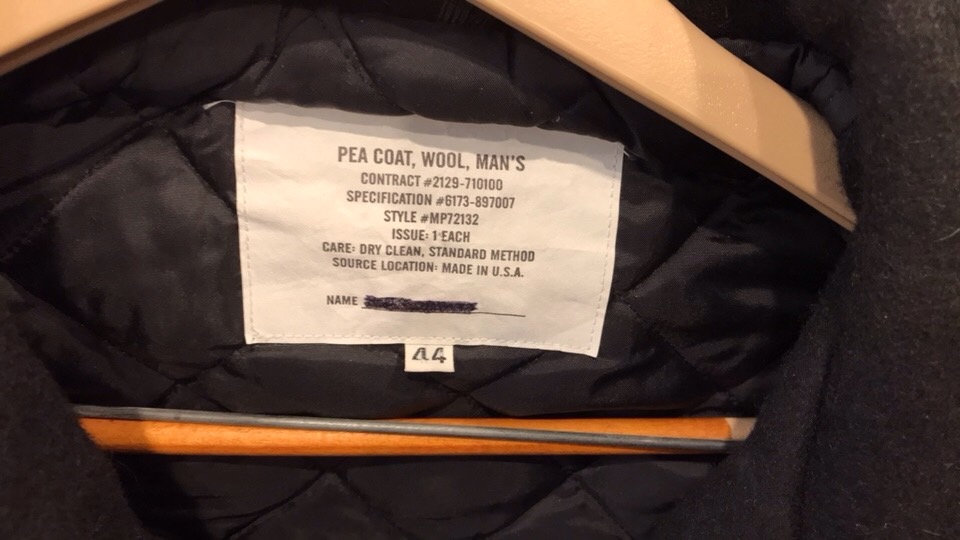 PEA COAT, WOOL, MAN'S
CONTRACT #2129-710100
SPECIFICATION #6173-897007
STYLE #MP72132
ISSUE: 1 EACH
CARE: DRY CLEAN, STANDARD METHOD
SOURCE LOCATION: MADE IN U.S.A.
NAME
44